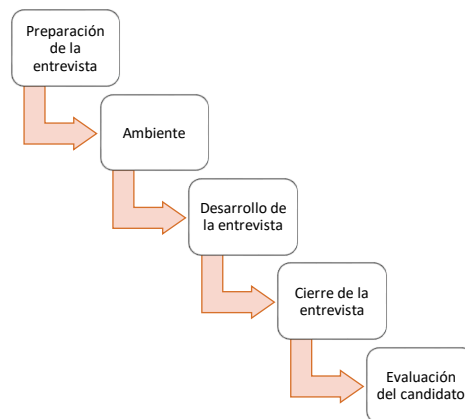 Preparación
de la
entrevista
Ambiente
Desarrollo de
la entrevista
Cierre de la
entrevista
Evaluación
del candidato